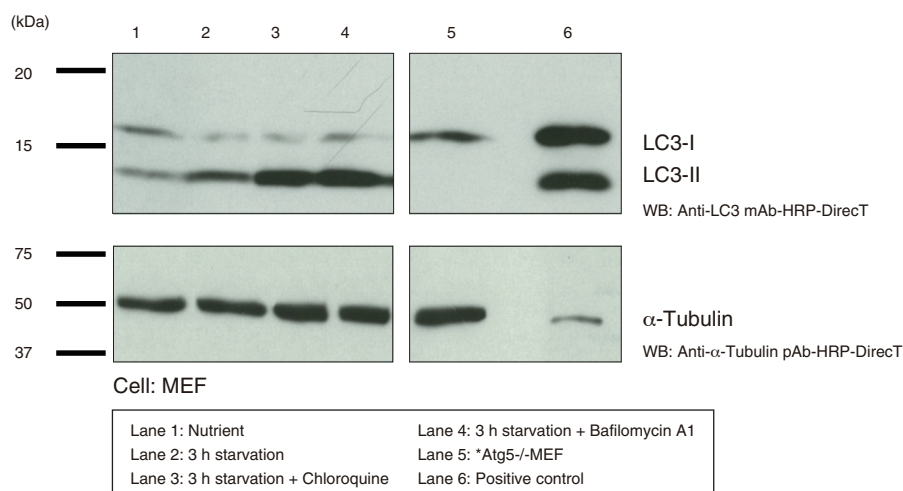 (kDa)
1 2 3 4 5 6
20
15
LC3-I
LC3-II
WB: Anti-LC3 mAb-HRP-DirecT
75
50
37
α-Tubulin
WB: Anti-α-Tubulin pAb-HRP-DirecT
Cell: MEF
Lane 1: Nutrient
Lane 2: 3 h starvation
Lane 3: 3 h starvation + Chloroquine
Lane 4: 3 h starvation + Bafilomycin A1
Lane 5: *Atg5-/-MEF
Lane 6: Positive control